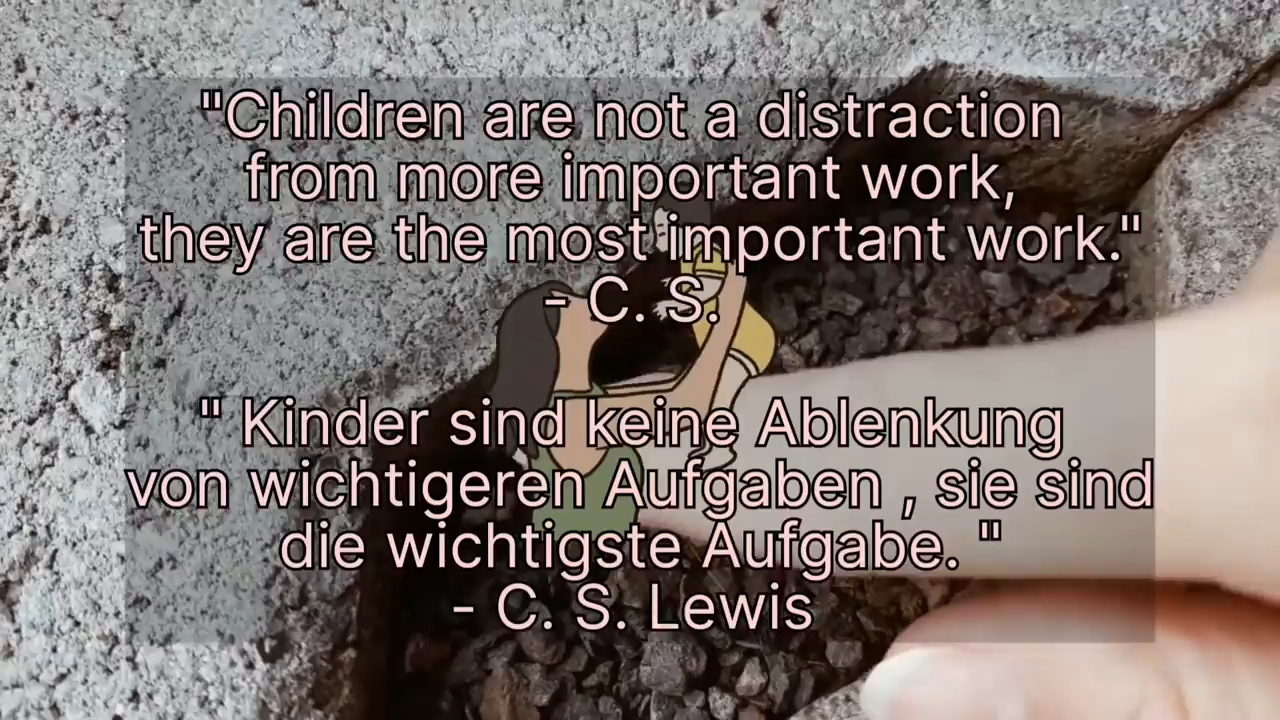 "Children are not a distraction
from more important work,
they are the most important work."
- C. S.
" Kinder sind keine Ablenkung
von wichtigeren Aufgaben , sie sind
die wichtigste Aufgabe. "
- C. S. Lewis